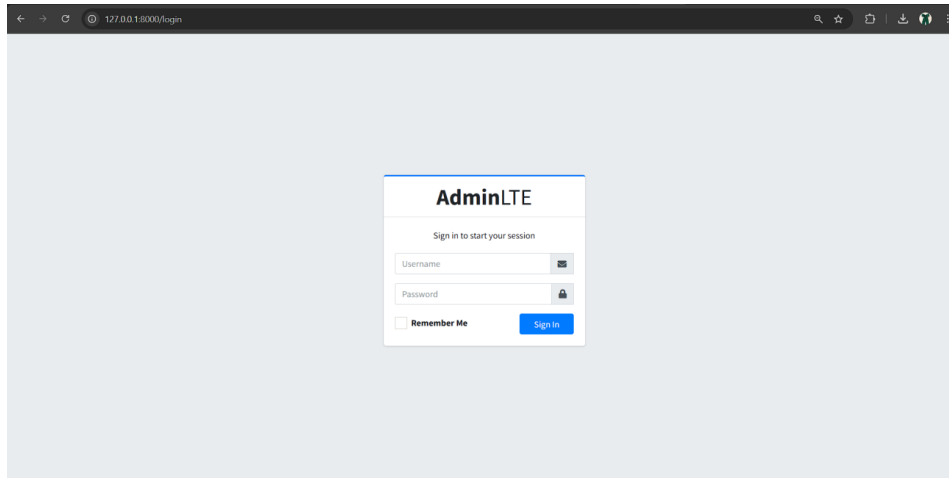 127.0.0.1:8000/login
AdminLTE
Sign in to start your session
Username
Password
Remember Me
Sign In